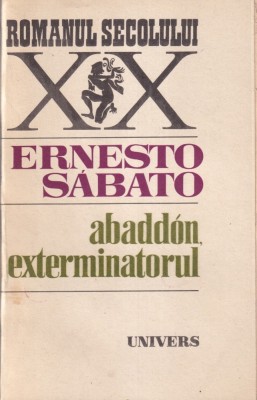 ROMANUL SECOLULUI
XX
ERNESTO
SÁBATO
abaddón,
exterminatorul
UNIVERS